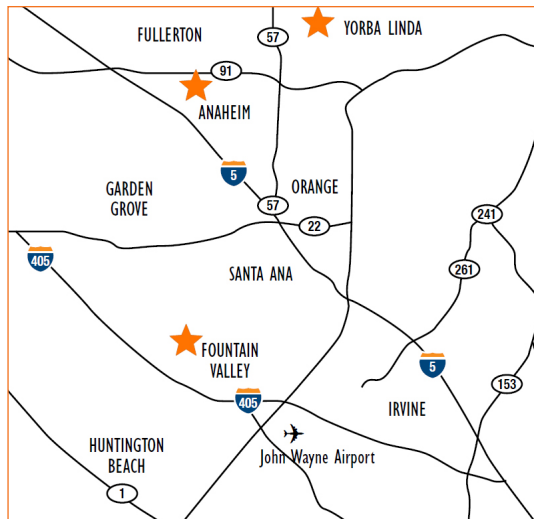 YORBA LINDA
FULLERTON
57
91
ANAHEIM
5
ORANGE
GARDEN
GROVE
57
241
22
405
261
SANTA ANA
FOUNTAIN
VALLEY
5
153
405
IRVINE
HUNTINGTON
BEACH
John Wayne Airport
1